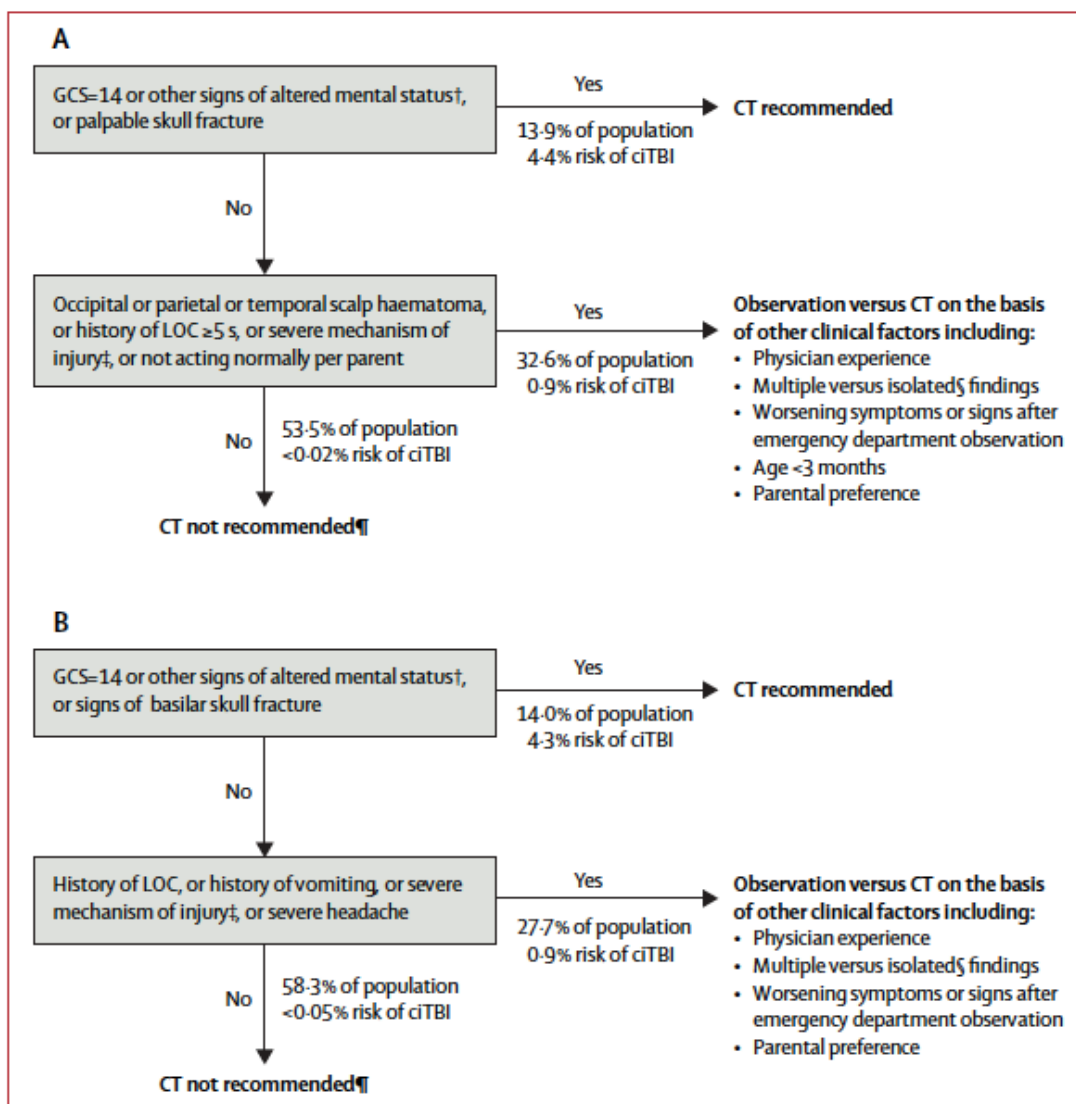 A
GCS=14 or other signs of altered mental status†,
or palpable skull fracture
Yes
13·9% of population
4·4% risk of ciTBI
CT recommended
No
Occipital or parietal or temporal scalp haematoma,
or history of LOC ≥5 s, or severe mechanism of
injury‡, or not acting normally per parent
Yes
32·6% of population
0·9% risk of ciTBI
Observation versus CT on the basis
of other clinical factors including:
• Physician experience
• Multiple versus isolated§ findings
• Worsening symptoms or signs after
emergency department observation
• Age <3 months
• Parental preference
No
53·5% of population
<0·02% risk of ciTBI
CT not recommended¶
B
GCS=14 or other signs of altered mental status†,
or signs of basilar skull fracture
Yes
14·0% of population
4·3% risk of ciTBI
CT recommended
No
History of LOC, or history of vomiting, or severe
mechanism of injury‡, or severe headache
Yes
27·7% of population
0·9% risk of ciTBI
Observation versus CT on the basis
of other clinical factors including:
• Physician experience
• Multiple versus isolated§ findings
• Worsening symptoms or signs after
emergency department observation
• Parental preference
No
58·3% of population
<0·05% risk of ciTBI
CT not recommended¶